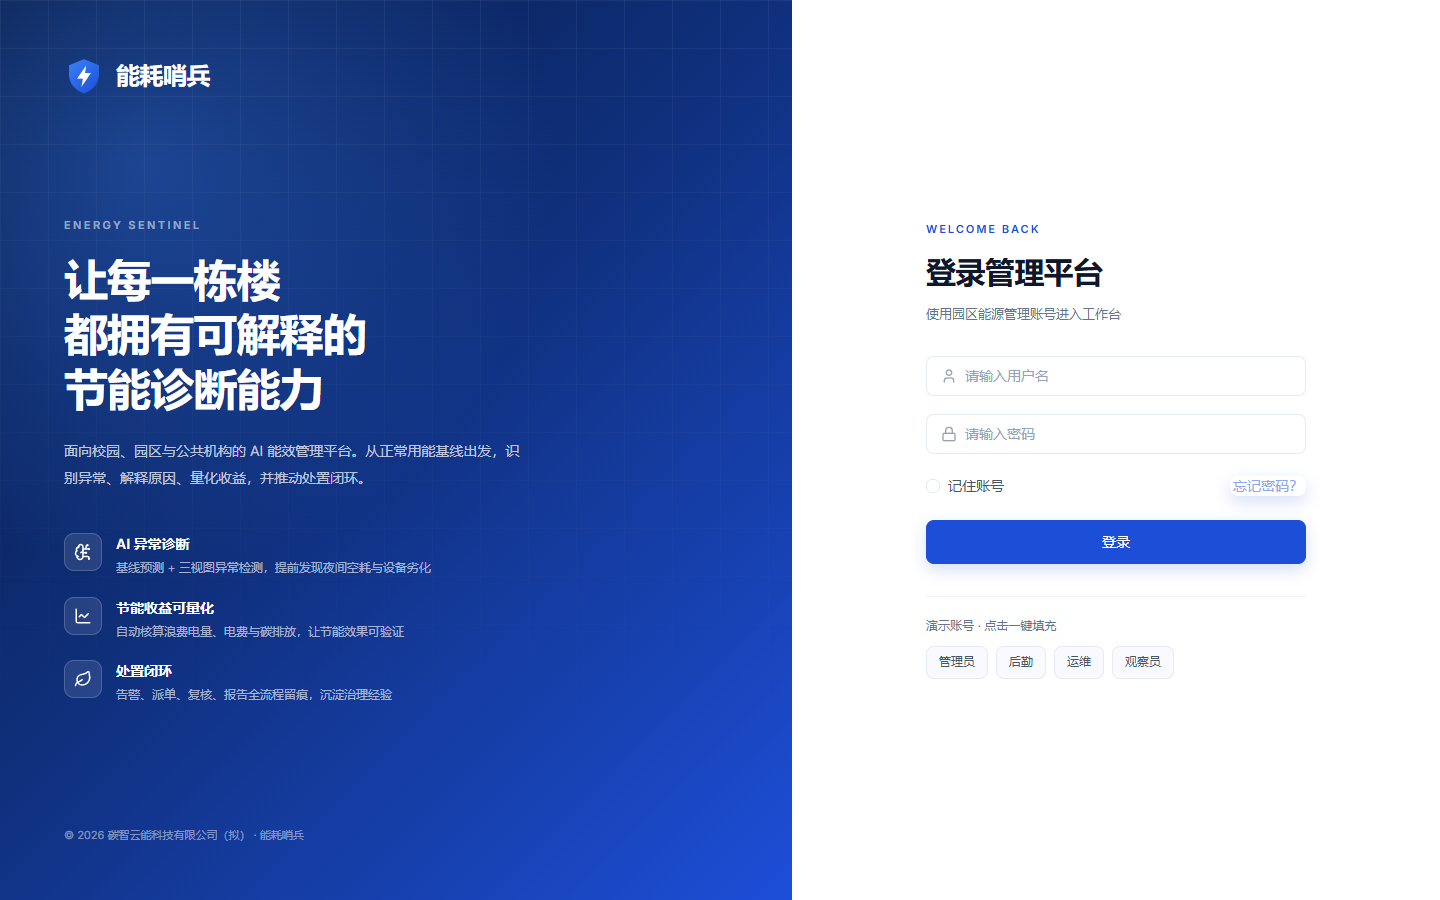 能耗哨兵
ENERGY SENTINEL
让每一栋楼
都拥有可解释的
节能诊断能力
面向校园、园区与公共机构的 AI 能效管理平台。从正常用能基线出发，识
别异常、解释原因、量化收益，并推动处置闭环。
AI 异常诊断
基线预测 + 三视图异常检测，提前发现夜间空耗与设备劣化
节能收益可量化
自动核算浪费电量、电费与碳排放，让节能效果可验证
处置闭环
告警、派单、复核、报告全流程留痕，沉淀治理经验
© 2026 碳智云能科技有限公司（拟） · 能耗哨兵
WELCOME BACK
登录管理平台
使用园区能源管理账号进入工作台
请输入用户名
请输入密码
记住账号
忘记密码？
登录
演示账号 · 点击一键填充
管理员
后勤
运维
观察员